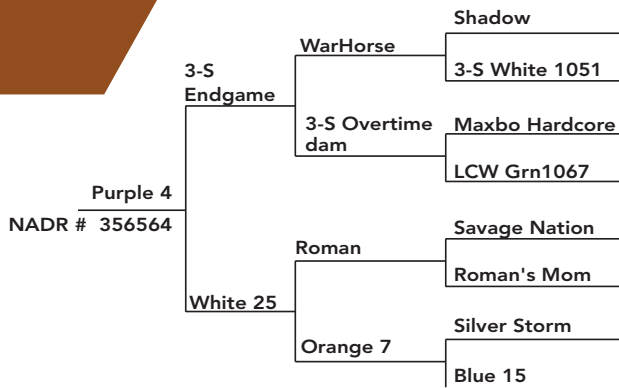 Shadow
WarHorse
3-S White 1051
3-S
Endgame
3-S Overtime
dam
Maxbo Hardcore
LCW Grn1067
Purple 4
NADR # 356564
Savage Nation
Roman
Roman's Mom
White 25
Silver Storm
Orange 7
Blue 15